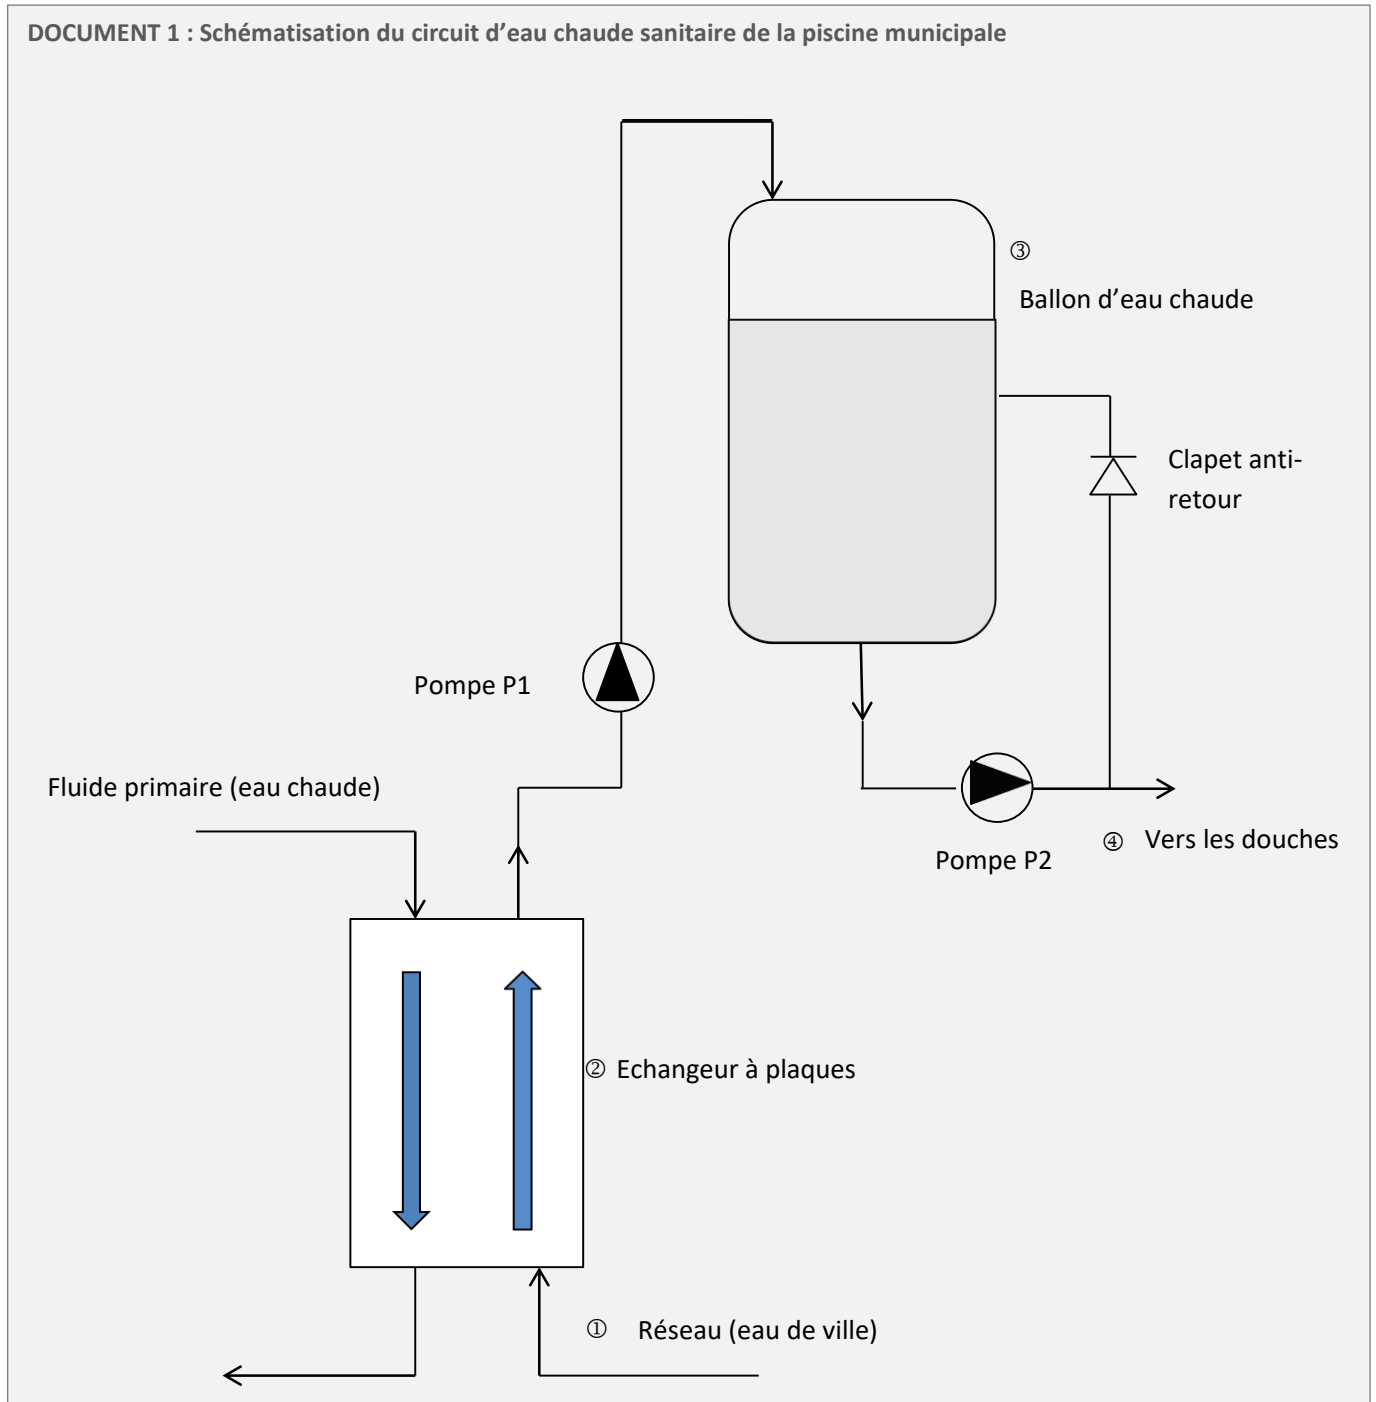 DOCUMENT 1 : Schématisation du circuit d’eau chaude sanitaire de la piscine municipale
③
Ballon d’eau chaude
Clapet anti-
retour
Pompe P1
Fluide primaire (eau chaude)
④ Vers les douches
Pompe P2
② Echangeur à plaques
① Réseau (eau de ville)